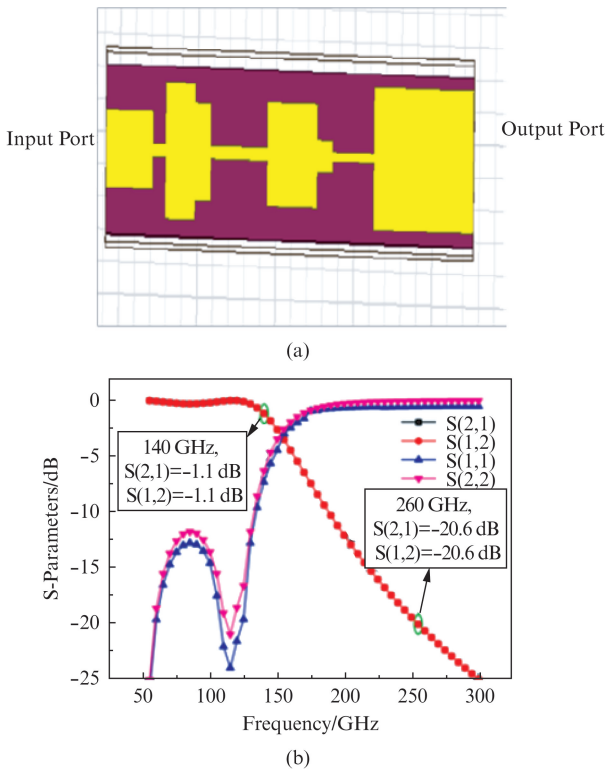 Input Port
Output Port
(a)
S-Parameters/dB
0
-5
-10
-15
-20
-25
140 GHz,
S(2,1)=-1.1 dB
S(1,2)=-1.1 dB
S(2,1)
S(1,2)
S(1,1)
S(2,2)
260 GHz,
S(2,1)=-20.6 dB
S(1,2)=-20.6 dB
50 100 150 200 250 300
Frequency/GHz
(b)